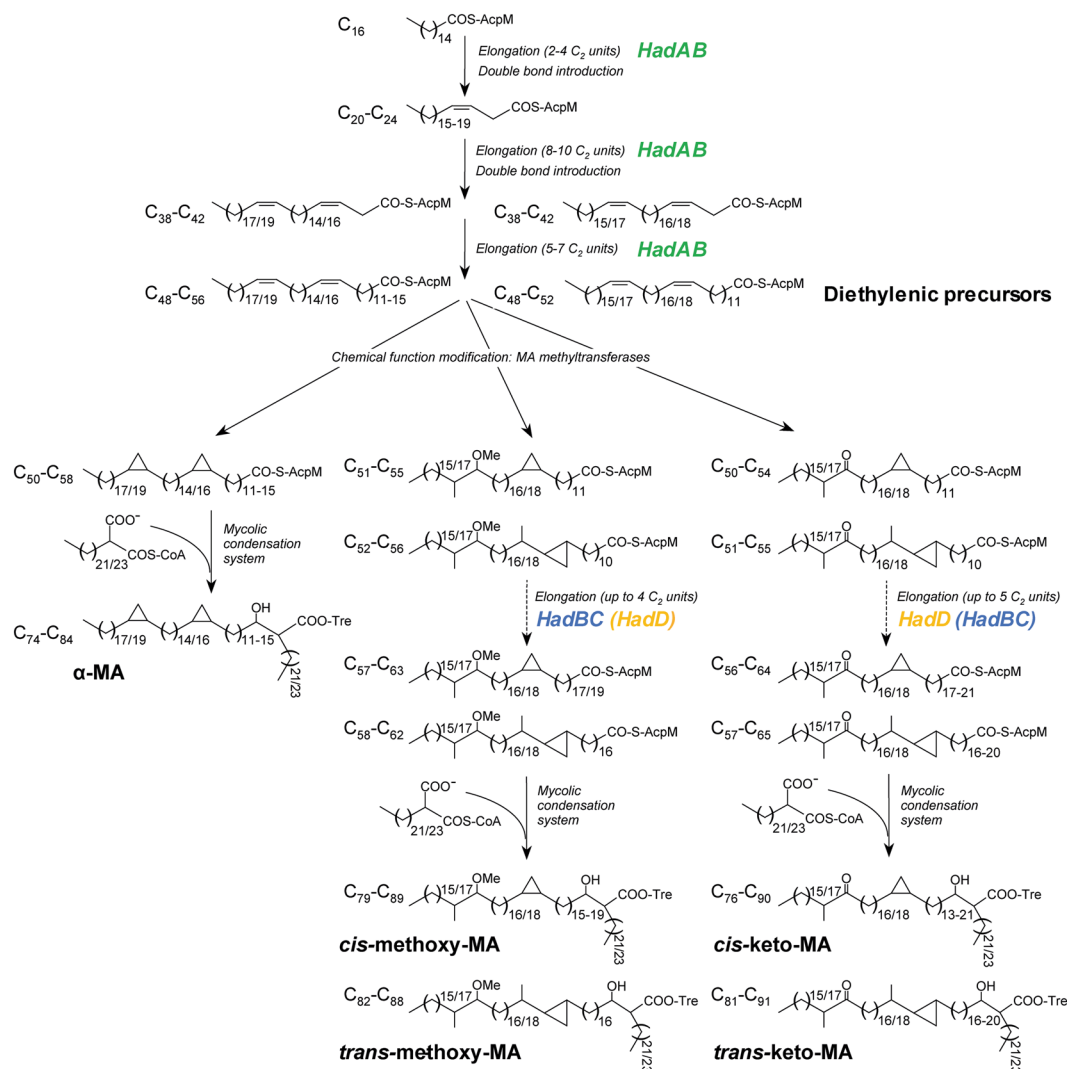 C₁₆ COS-AcpM
14
Elongation (2-4 C₂ units) HadAB
Double bond introduction
C₂₀–C₂₄ 15-19 COS-AcpM
Elongation (8-10 C₂ units) HadAB
Double bond introduction
C₃₈–C₄₂ 17/19 14/16 CO-S-AcpM
C₃₈–C₄₂ 15/17 16/18 CO-S-AcpM
Elongation (5-7 C₂ units) HadAB
C₄₈–C₅₆ 17/19 14/16 11-15 CO-S-AcpM
C₄₈–C₅₂ 15/17 16/18 11 CO-S-AcpM
Diethylenic precursors
Chemical function modification: MA methyltransferases
C₅₀–C₅₈ 17/19 14/16 11-15 CO-S-AcpM
COO⁻
21/23 COS-CoA
Mycolic
condensation
system
C₇₄–C₈₄ 17/19 14/16 11-15 OH COO-Tre
21/23
α-MA
C₅₁–C₅₅ 15/17 OMe 16/18 11 CO-S-AcpM
C₅₂–C₅₆ 15/17 OMe 16/18 10 CO-S-AcpM
Elongation (up to 4 C₂ units)
HadBC (HadD)
C₅₇–C₆₃ 15/17 OMe 16/18 17/19 CO-S-AcpM
C₅₈–C₆₂ 15/17 OMe 16/18 16 CO-S-AcpM
COO⁻
21/23 COS-CoA
Mycolic
condensation
system
C₇₉–C₈₉ 15/17 OMe 16/18 15-19 OH COO-Tre
21/23
cis-methoxy-MA
C₈₂–C₈₈ 15/17 OMe 16/18 16 OH COO-Tre
21/23
trans-methoxy-MA
C₅₀–C₅₄ 15/17 O 16/18 11 CO-S-AcpM
C₅₁–C₅₅ 15/17 O 16/18 10 CO-S-AcpM
Elongation (up to 5 C₂ units)
HadD (HadBC)
C₅₆–C₆₄ 15/17 O 16/18 17-21 CO-S-AcpM
C₅₇–C₆₅ 15/17 O 16/18 16-20 CO-S-AcpM
COO⁻
21/23 COS-CoA
Mycolic
condensation
system
C₇₆–C₉₀ 15/17 O 16/18 13-21 OH COO-Tre
21/23
cis-keto-MA
C₈₁–C₉₁ 15/17 O 16/18 16-20 OH COO-Tre
21/23
trans-keto-MA